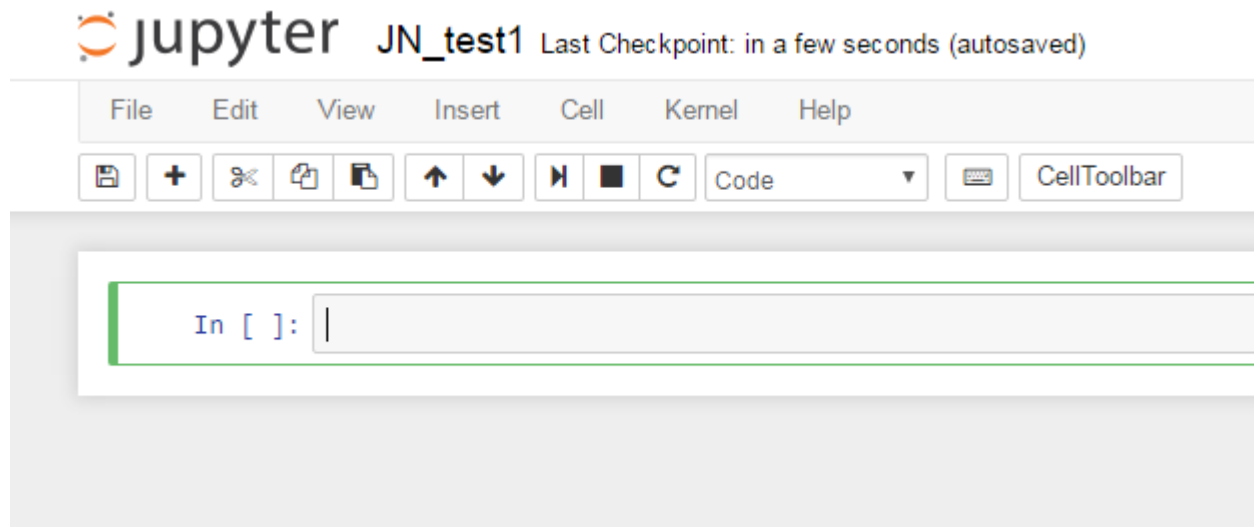 jupyter JN_test1 Last Checkpoint: in a few seconds (autosaved)
File Edit View Insert Cell Kernel Help
Code CellToolbar
In [ ]: